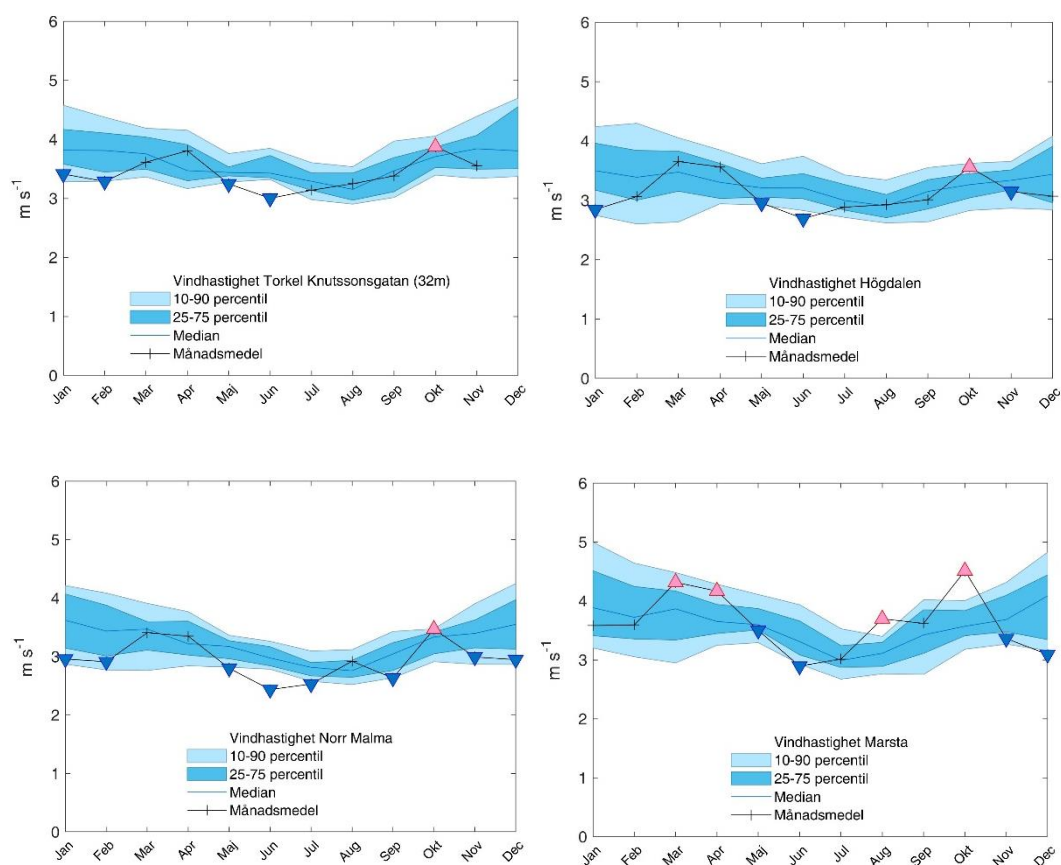 6
5
4
3
2
1
0
m s⁻¹
Vindhastighet Torkel Knutssonsgatan (32m)
10-90 percentil
25-75 percentil
Median
Månadsmedel
Jan Feb Mar Apr Maj Jun Jul Aug Sep Okt Nov Dec
6
5
4
3
2
1
0
m s⁻¹
Vindhastighet Högdalen
10-90 percentil
25-75 percentil
Median
Månadsmedel
Jan Feb Mar Apr Maj Jun Jul Aug Sep Okt Nov Dec
6
5
4
3
2
1
0
m s⁻¹
Vindhastighet Norr Malma
10-90 percentil
25-75 percentil
Median
Månadsmedel
Jan Feb Mar Apr Maj Jun Jul Aug Sep Okt Nov Dec
6
5
4
3
2
1
0
m s⁻¹
Vindhastighet Marsta
10-90 percentil
25-75 percentil
Median
Månadsmedel
Jan Feb Mar Apr Maj Jun Jul Aug Sep Okt Nov Dec